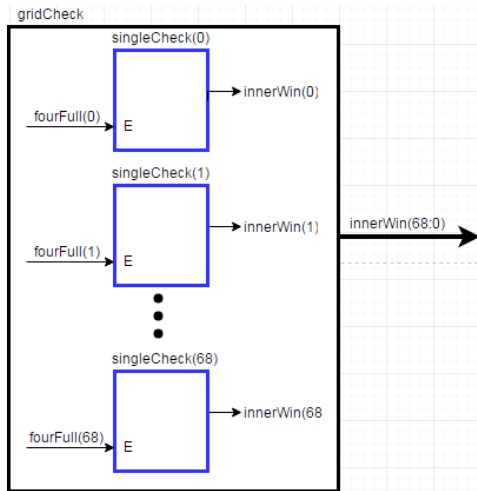 gridCheck
singleCheck(0)
fourFull(0)
E
innerWin(0)
singleCheck(1)
fourFull(1)
E
innerWin(1)
innerWin(68:0)
singleCheck(68)
fourFull(68)
E
innerWin(68